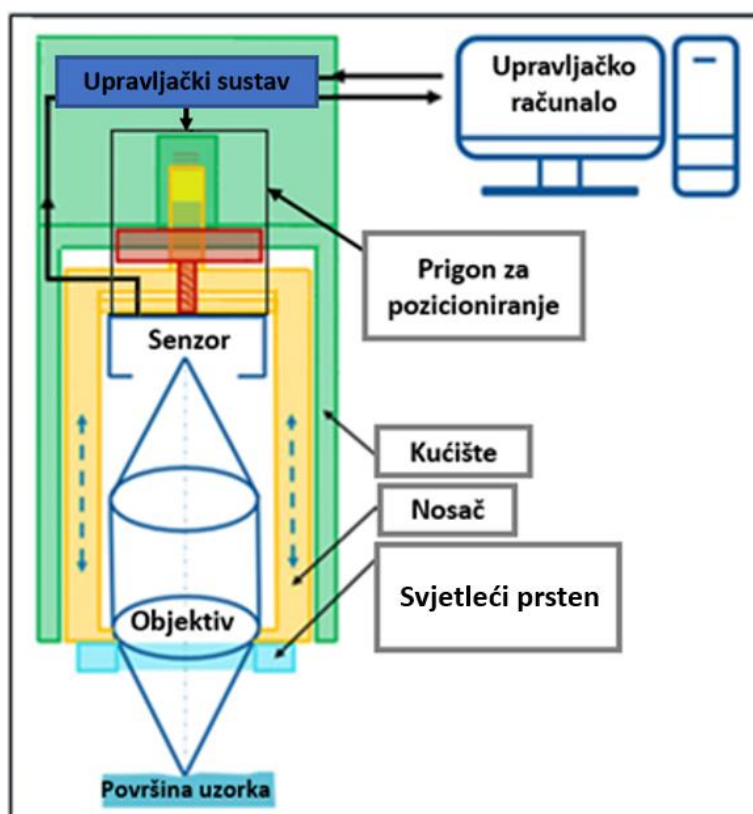 Upravljački sustav
Upravljačko
računalo
Prigon za
pozicioniranje
Senzor
Kućište
Nosač
Svjetleći prsten
Objektiv
Površina uzorka